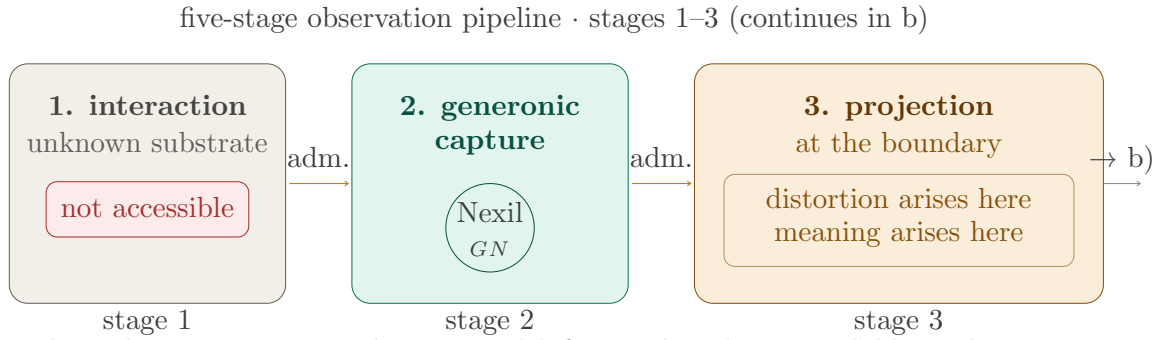 five-stage observation pipeline · stages 1–3 (continues in b)
1. interaction
unknown substrate
not accessible
stage 1
adm.
2. generonic
capture
Nexil
GN
stage 2
adm.
3. projection
at the boundary
distortion arises here
meaning arises here
stage 3
→ b)